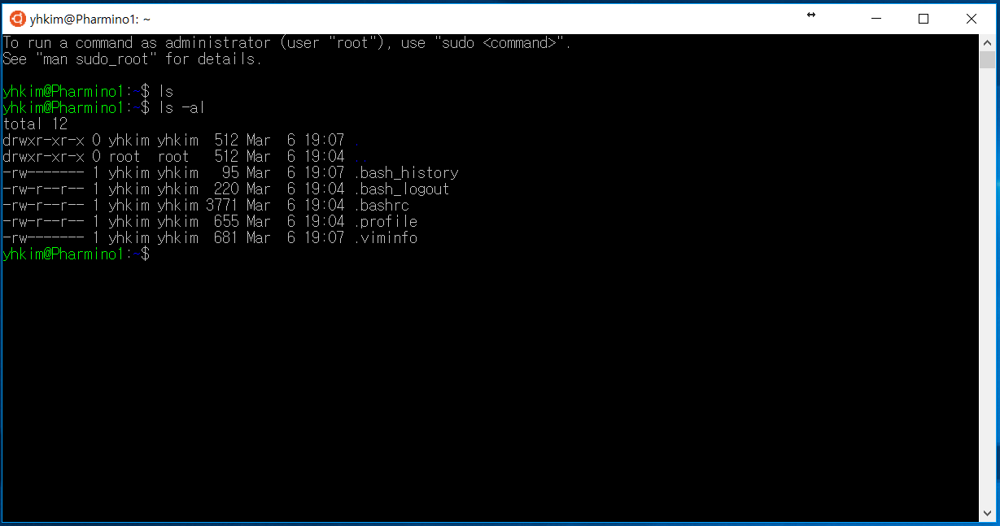 yhkim@Pharmino1: ~
To run a command as administrator (user "root"), use "sudo <command>".
See "man sudo_root" for details.
yhkim@Pharmino1:~$ ls
yhkim@Pharmino1:~$ ls -al
total 12
drwxr-xr-x 0 yhkim yhkim  512 Mar  6 19:07 .
drwxr-xr-x 0 root  root   512 Mar  6 19:04 ..
-rw------- 1 yhkim yhkim   95 Mar  6 19:07 .bash_history
-rw-r--r-- 1 yhkim yhkim  220 Mar  6 19:04 .bash_logout
-rw-r--r-- 1 yhkim yhkim 3771 Mar  6 19:04 .bashrc
-rw-r--r-- 1 yhkim yhkim  655 Mar  6 19:04 .profile
-rw------- 1 yhkim yhkim  681 Mar  6 19:07 .viminfo
yhkim@Pharmino1:~$